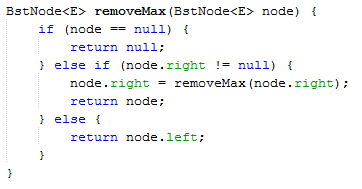 BstNode<E> removeMax(BstNode<E> node) {
    if (node == null) {
        return null;
    } else if (node.right != null) {
        node.right = removeMax(node.right);
        return node;
    } else {
        return node.left;
    }
}